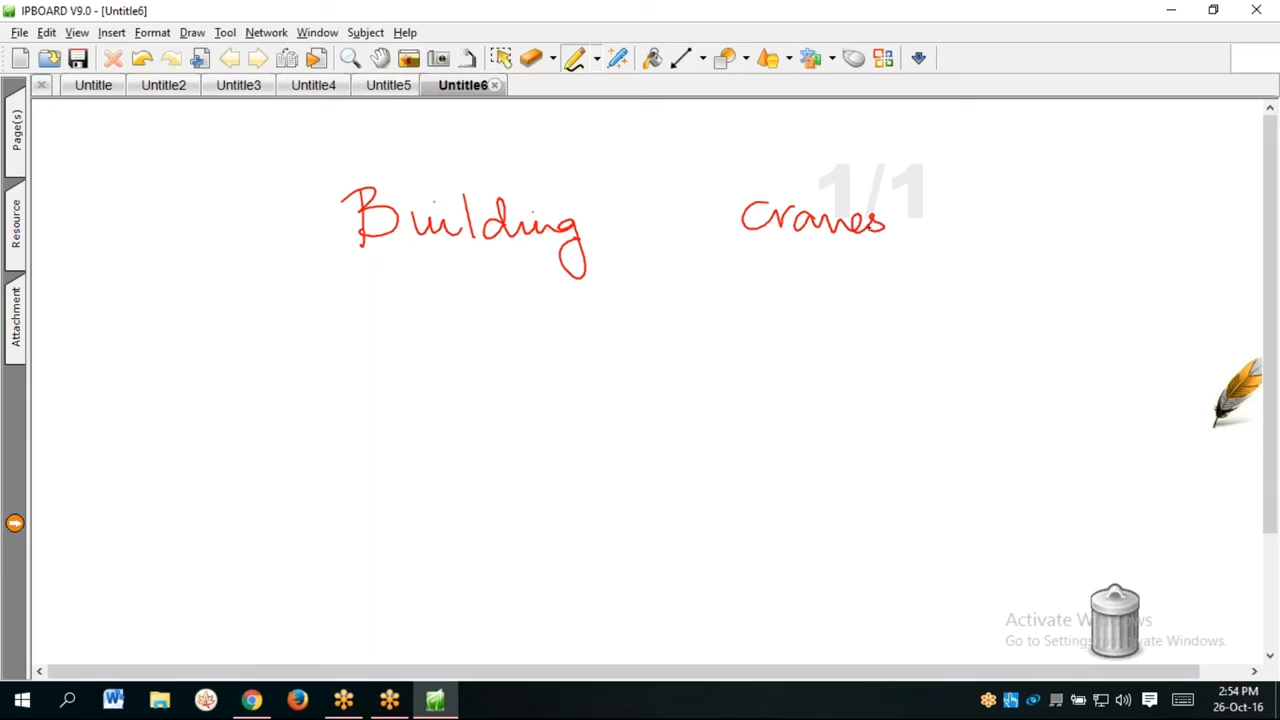 IPBOARD V9.0 - [Untitle6]
File Edit View Insert Format Draw Tool Network Window Subject Help
Untitle Untitle2 Untitle3 Untitle4 Untitle5 Untitle6
Page(s)
Resource
Attachment
1/1
Building cranes
Activate Windows
Go to Settings to activate Windows.
2:54 PM
26-Oct-16